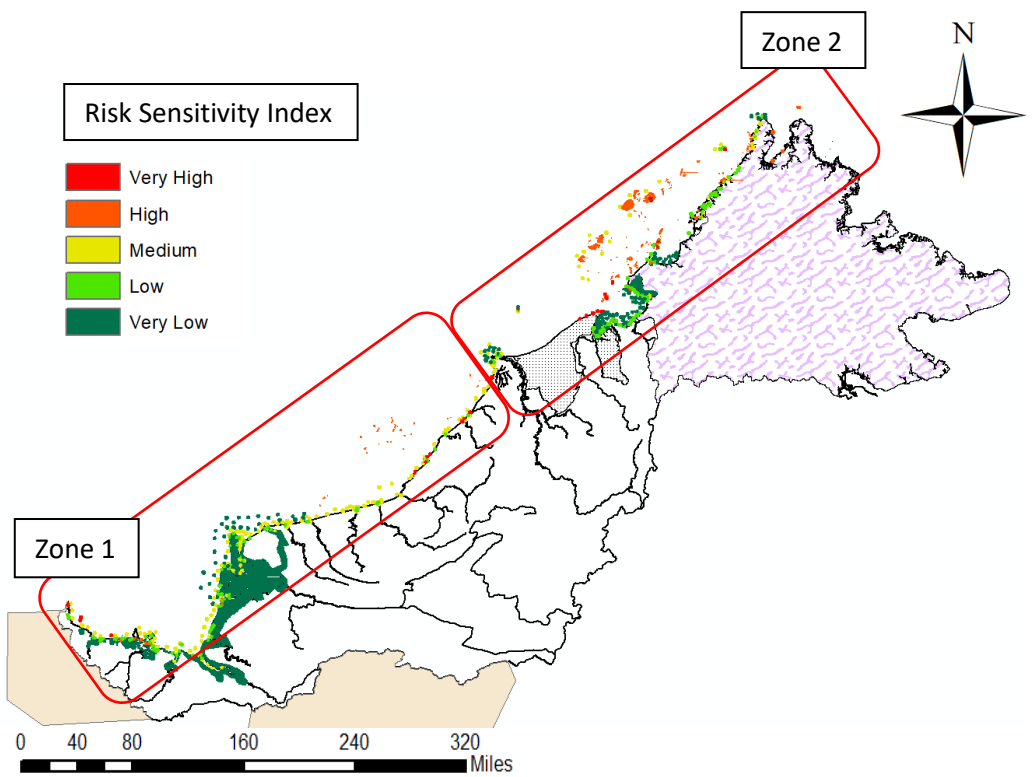 Zone 2
N
Risk Sensitivity Index
Very High
High
Medium
Low
Very Low
Zone 1
0 40 80 160 240 320
Miles